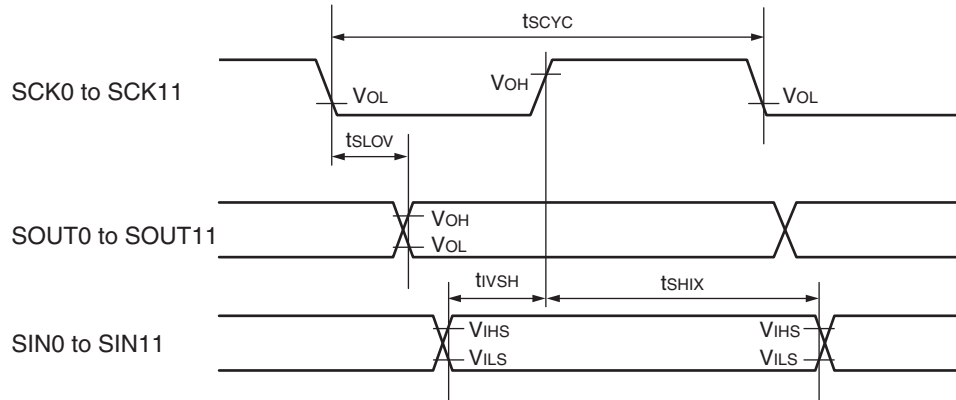 tSCYC
SCK0 to SCK11
VOL
VOH
VOL
tSLOV
SOUT0 to SOUT11
VOH
VOL
tIVSH
tSHIX
SIN0 to SIN11
VIHS
VIHS
VILS
VILS